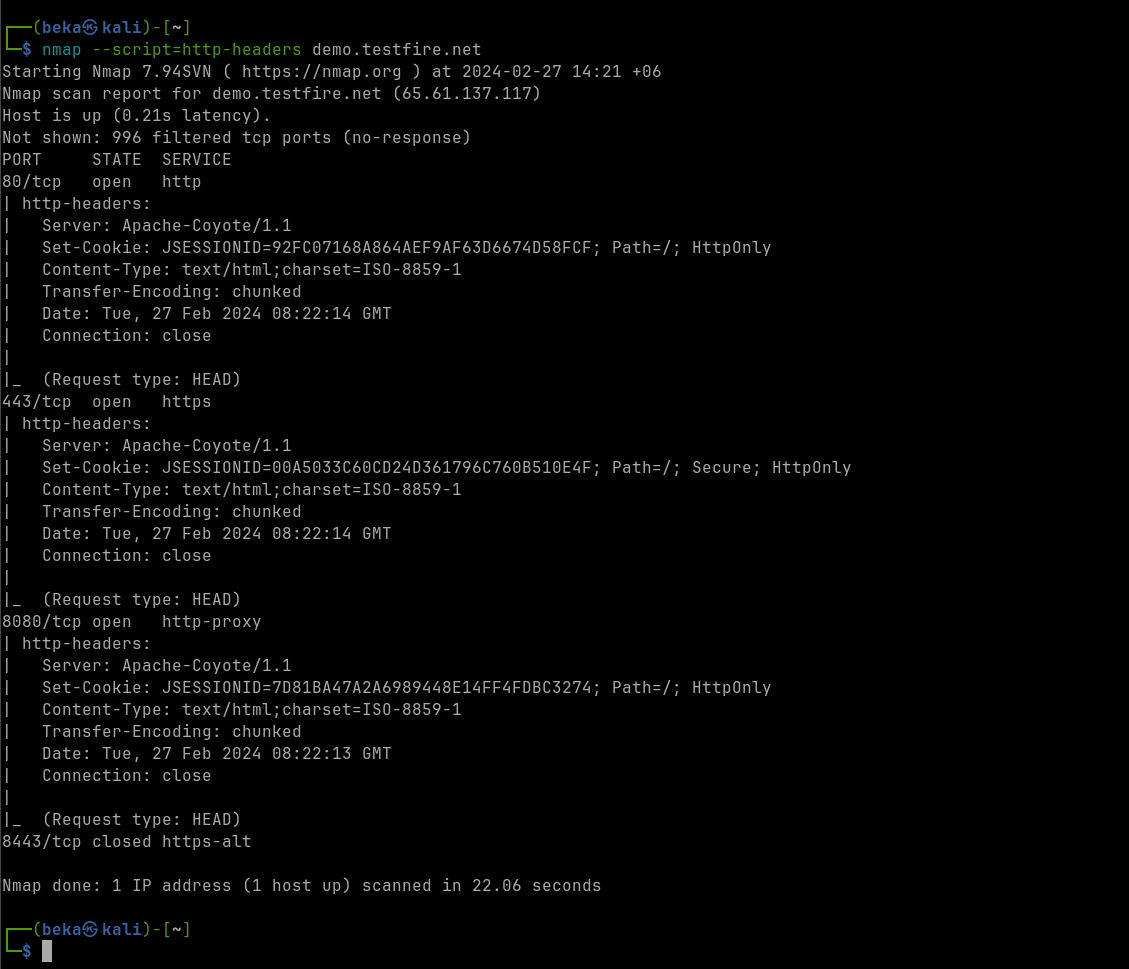 ┌──(beka㉿kali)-[~]
└─$ nmap --script=http-headers demo.testfire.net
Starting Nmap 7.94SVN ( https://nmap.org ) at 2024-02-27 14:21 +06
Nmap scan report for demo.testfire.net (65.61.137.117)
Host is up (0.21s latency).
Not shown: 996 filtered tcp ports (no-response)
PORT     STATE  SERVICE
80/tcp   open   http
| http-headers:
|   Server: Apache-Coyote/1.1
|   Set-Cookie: JSESSIONID=92FC07168A864AEF9AF63D6674D58FCF; Path=/; HttpOnly
|   Content-Type: text/html;charset=ISO-8859-1
|   Transfer-Encoding: chunked
|   Date: Tue, 27 Feb 2024 08:22:14 GMT
|   Connection: close
|
|_  (Request type: HEAD)
443/tcp  open   https
| http-headers:
|   Server: Apache-Coyote/1.1
|   Set-Cookie: JSESSIONID=00A5033C60CD24D361796C760B510E4F; Path=/; Secure; HttpOnly
|   Content-Type: text/html;charset=ISO-8859-1
|   Transfer-Encoding: chunked
|   Date: Tue, 27 Feb 2024 08:22:14 GMT
|   Connection: close
|
|_  (Request type: HEAD)
8080/tcp open   http-proxy
| http-headers:
|   Server: Apache-Coyote/1.1
|   Set-Cookie: JSESSIONID=7D81BA47A2A6989448E14FF4FDBC3274; Path=/; HttpOnly
|   Content-Type: text/html;charset=ISO-8859-1
|   Transfer-Encoding: chunked
|   Date: Tue, 27 Feb 2024 08:22:13 GMT
|   Connection: close
|
|_  (Request type: HEAD)
8443/tcp closed https-alt

Nmap done: 1 IP address (1 host up) scanned in 22.06 seconds

┌──(beka㉿kali)-[~]
└─$